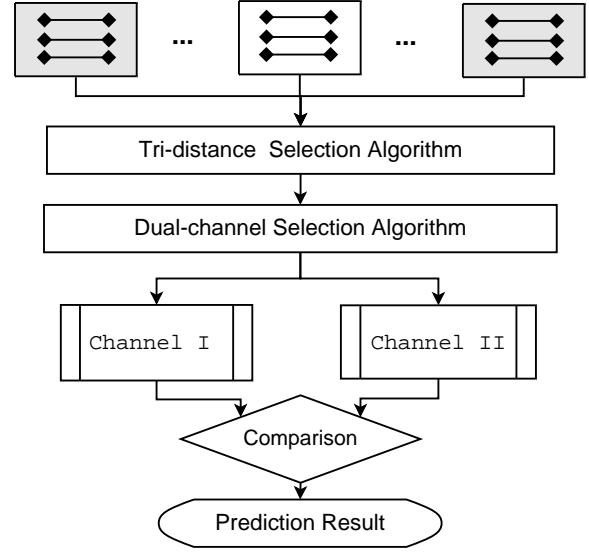 ... ...
Tri-distance Selection Algorithm
Dual-channel Selection Algorithm
Channel I
Channel II
Comparison
Prediction Result